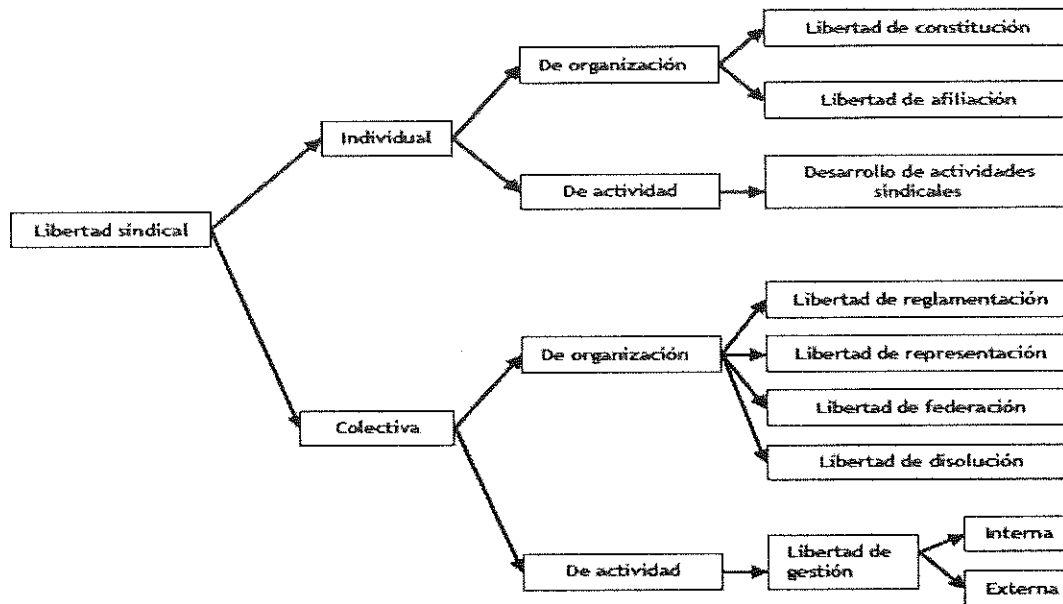 Libertad sindical
Individual
De organización
Libertad de constitución
Libertad de afiliación
De actividad
Desarrollo de actividades
sindicales
Colectiva
De organización
Libertad de reglamentación
Libertad de representación
Libertad de federación
Libertad de disolución
De actividad
Libertad de
gestión
Interna
Externa